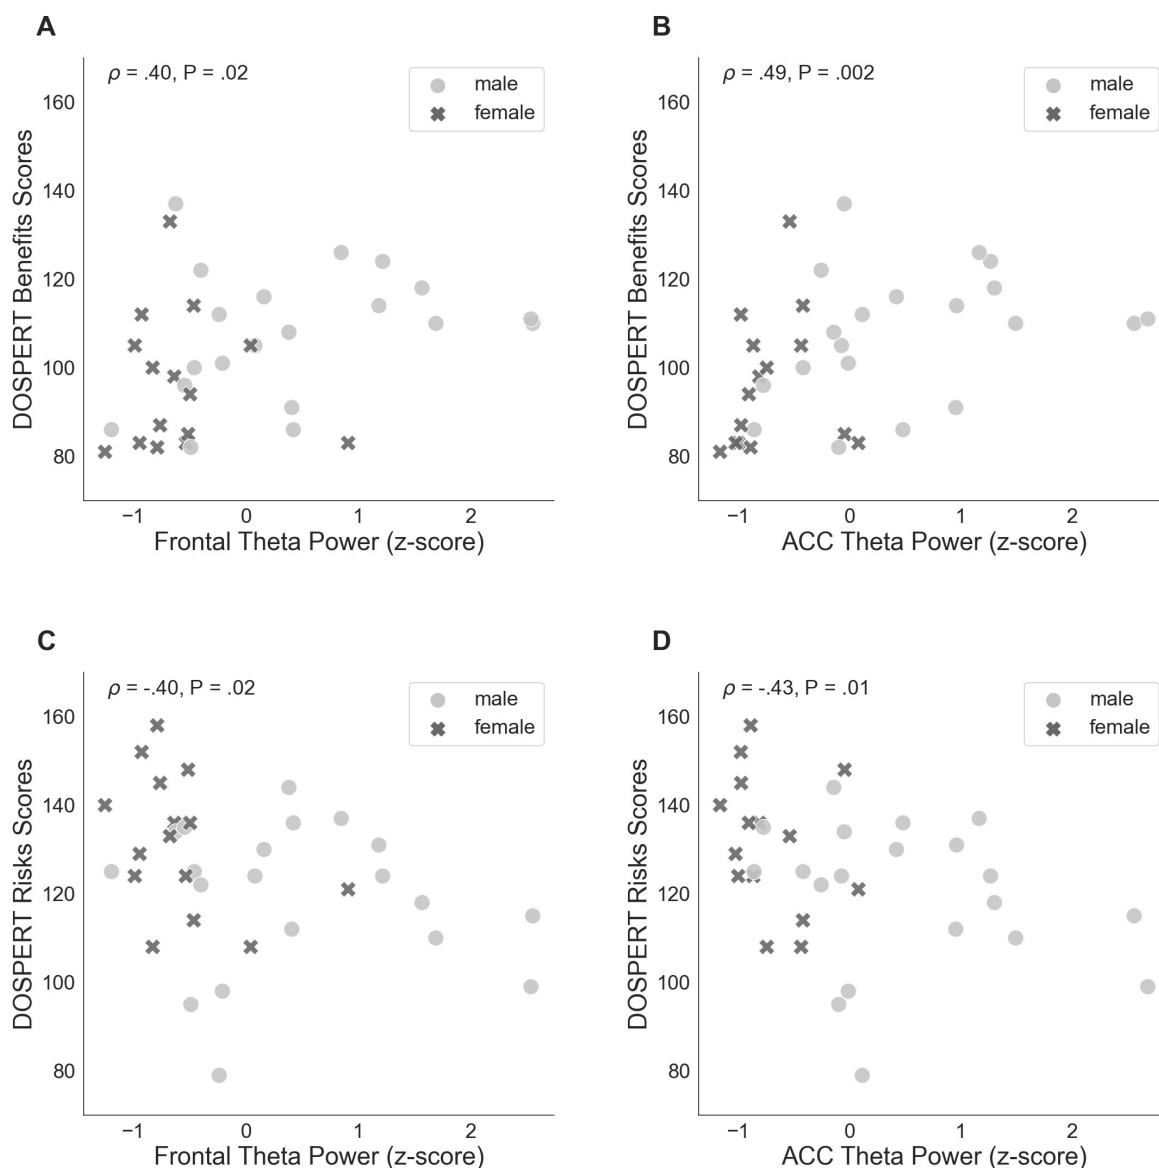 A
ρ = .40, P = .02
male
female
160
140
120
100
80
DOSPERT Benefits Scores
−1 0 1 2
Frontal Theta Power (z-score)
B
ρ = .49, P = .002
male
female
160
140
120
100
80
DOSPERT Benefits Scores
−1 0 1 2
ACC Theta Power (z-score)
C
ρ = -.40, P = .02
male
female
160
140
120
100
80
DOSPERT Risks Scores
−1 0 1 2
Frontal Theta Power (z-score)
D
ρ = -.43, P = .01
male
female
160
140
120
100
80
DOSPERT Risks Scores
−1 0 1 2
ACC Theta Power (z-score)